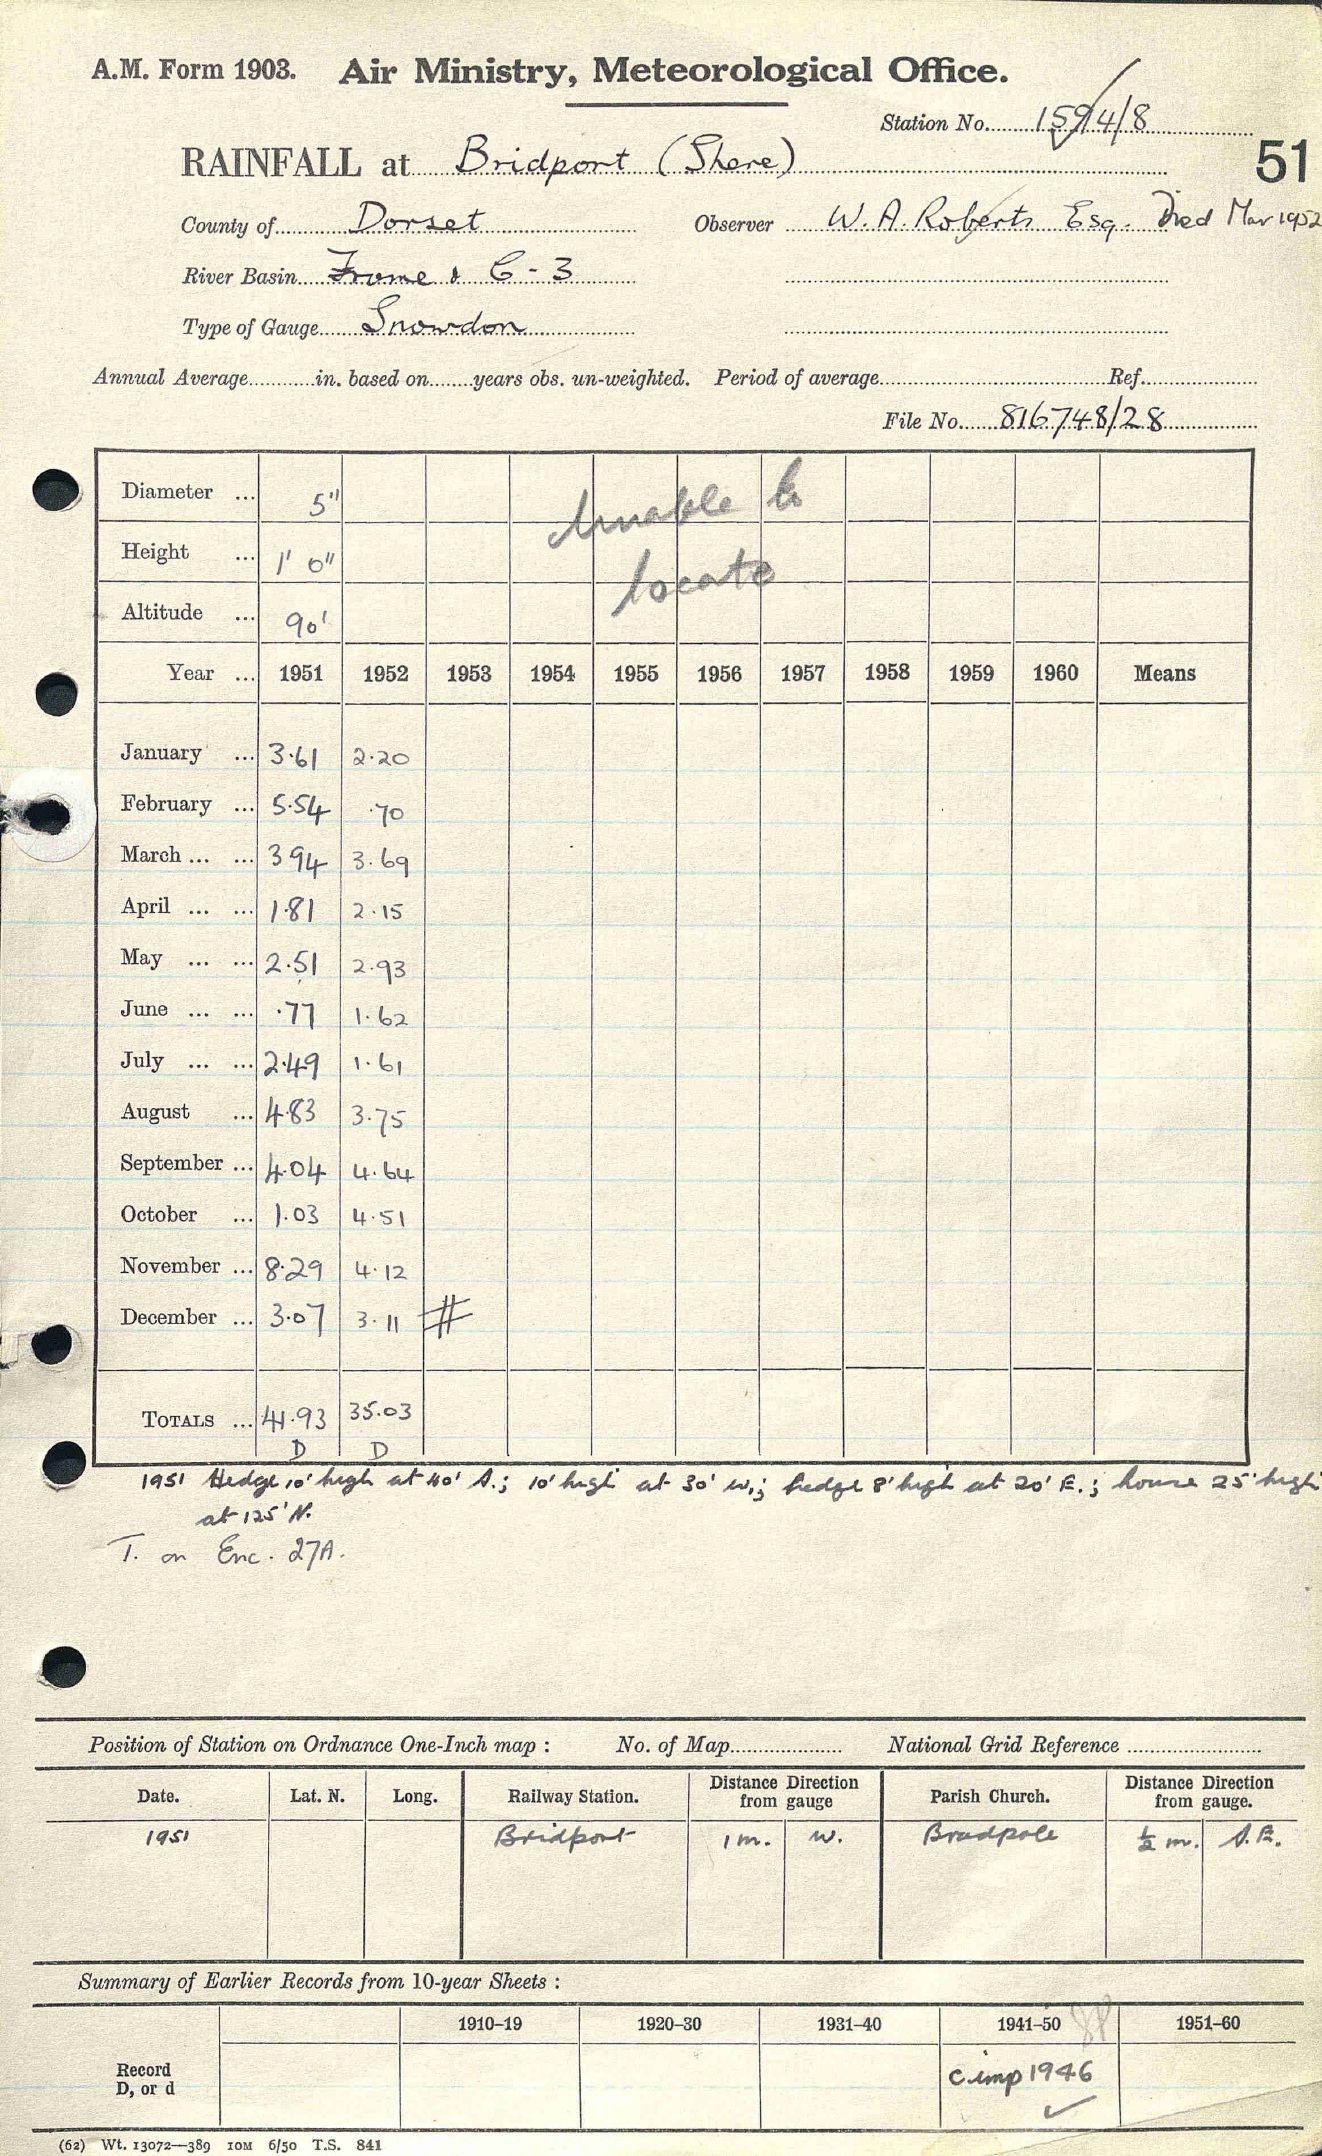 A.M. Form 1903. Air Ministry, Meteorological Office.
Station No. 1594/8
RAINFALL at Bridport (Shere) 51
County of Dorset Observer W.A. Roberts Esq. Died Mar 1952
River Basin Frome & C-3
Type of Gauge Snowdon
Annual Average in. based on years obs. un-weighted. Period of average Ref.
File No. 816748/28
Diameter ... 5" Unable to
Height ... 1' 0" locate
Altitude ... 90'
Year ... 1951 1952 1953 1954 1955 1956 1957 1958 1959 1960 Means
January ... 3.61 2.20
February ... 5.54 .70
March ... ... 3 94 3.69
April ... ... 1.81 2.15
May ... ... 2.51 2.93
June ... ... .77 1.62
July ... ... 2.49 1.61
August ... 4.83 3.75
September ... 4.04 4.64
October ... 1.03 4.51
November ... 8.29 4.12
December ... 3.07 3.11 #
TOTALS ... 41.93 35.03
D D
1951 Hedge 10' high at 40' S.; 10' high at 30' W.; hedge 8' high at 20' E.; house 25' high
at 125' N.
T. on Enc. 27A.
Position of Station on Ordnance One-Inch map : No. of Map National Grid Reference
Date. Lat. N. Long. Railway Station. Distance Direction from gauge Parish Church. Distance Direction from gauge.
1951 Bridport 1 m. W. Bradpole ½ m. S.E.
Summary of Earlier Records from 10-year Sheets :
1910–19 1920–30 1931–40 1941–50 1951–60
Record
D, or d c.imp 1946
(62) Wt. 13072—389 10M 6/50 T.S. 841